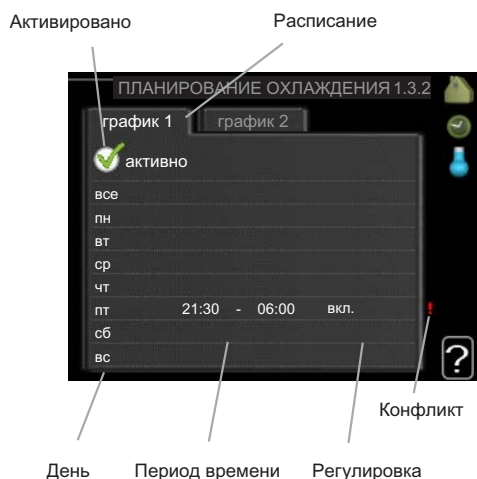 Активировано
Расписание
ПЛАНИРОВАНИЕ ОХЛАЖДЕНИЯ 1.3.2
график 1
график 2
активно
все
пн
вт
ср
чт
пт 21:30 - 06:00 вкл. !
сб
вс
?
Конфликт
День
Период времени
Регулировка